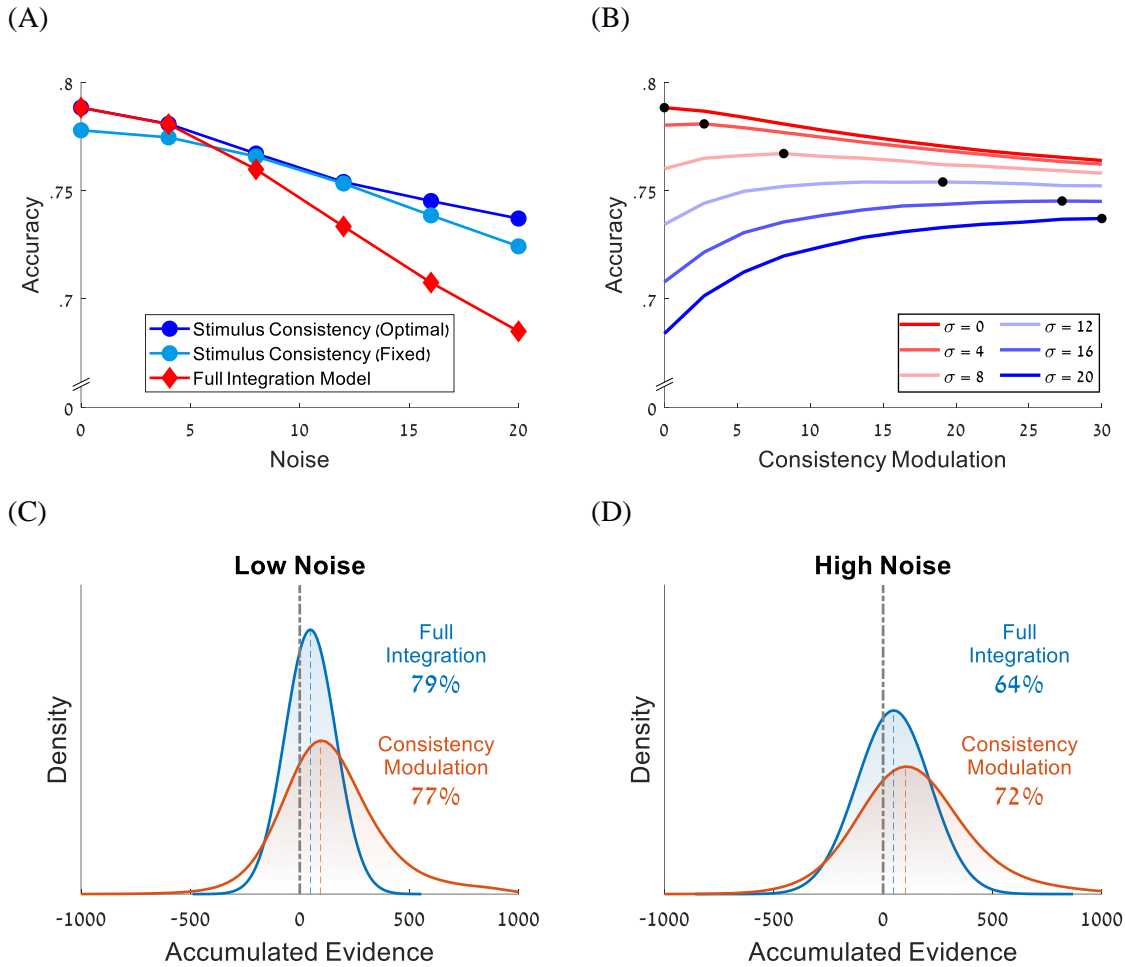 (A)
.8
.75
.7
0
Accuracy
0 5 10 15 20
Noise
Stimulus Consistency (Optimal)
Stimulus Consistency (Fixed)
Full Integration Model
(B)
.8
.75
.7
0
Accuracy
0 5 10 15 20 25 30
Consistency Modulation
σ = 0 σ = 12
σ = 4 σ = 16
σ = 8 σ = 20
(C)
Low Noise
Full
Integration
79%
Consistency
Modulation
77%
Density
-1000 -500 0 500 1000
Accumulated Evidence
(D)
High Noise
Full
Integration
64%
Consistency
Modulation
72%
Density
-1000 -500 0 500 1000
Accumulated Evidence